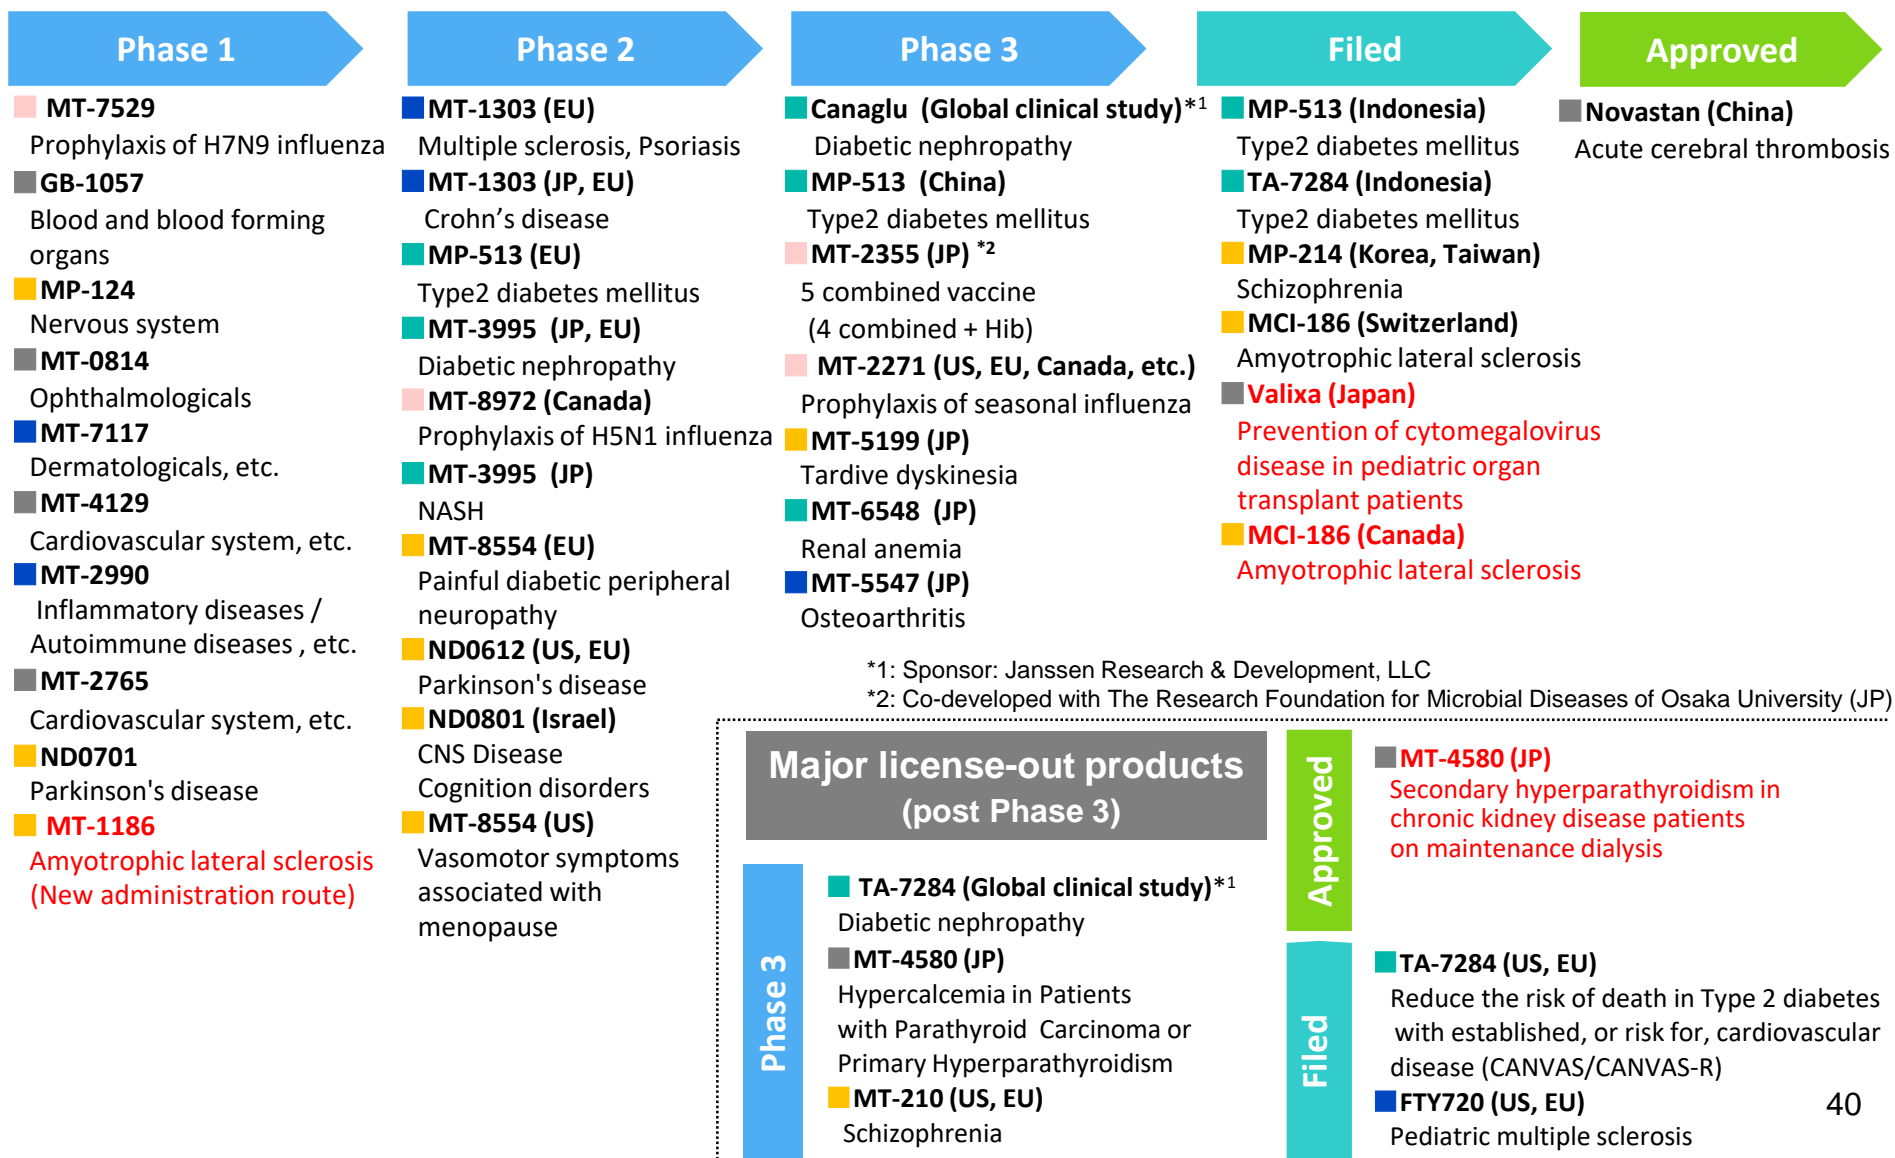 Phase 1
MT-7529
Prophylaxis of H7N9 influenza
GB-1057
Blood and blood forming
organs
MP-124
Nervous system
MT-0814
Ophthalmologicals
MT-7117
Dermatologicals, etc.
MT-4129
Cardiovascular system, etc.
MT-2990
Inflammatory diseases /
Autoimmune diseases , etc.
MT-2765
Cardiovascular system, etc.
ND0701
Parkinson's disease
MT-1186
Amyotrophic lateral sclerosis
(New administration route)
Phase 2
MT-1303 (EU)
Multiple sclerosis, Psoriasis
MT-1303 (JP, EU)
Crohn’s disease
MP-513 (EU)
Type2 diabetes mellitus
MT-3995 (JP, EU)
Diabetic nephropathy
MT-8972 (Canada)
Prophylaxis of H5N1 influenza
MT-3995 (JP)
NASH
MT-8554 (EU)
Painful diabetic peripheral
neuropathy
ND0612 (US, EU)
Parkinson's disease
ND0801 (Israel)
CNS Disease
Cognition disorders
MT-8554 (US)
Vasomotor symptoms
associated with
menopause
Phase 3
Canaglu (Global clinical study)*1
Diabetic nephropathy
MP-513 (China)
Type2 diabetes mellitus
MT-2355 (JP) *2
5 combined vaccine
(4 combined + Hib)
MT-2271 (US, EU, Canada, etc.)
Prophylaxis of seasonal influenza
MT-5199 (JP)
Tardive dyskinesia
MT-6548 (JP)
Renal anemia
MT-5547 (JP)
Osteoarthritis
Filed
MP-513 (Indonesia)
Type2 diabetes mellitus
TA-7284 (Indonesia)
Type2 diabetes mellitus
MP-214 (Korea, Taiwan)
Schizophrenia
MCI-186 (Switzerland)
Amyotrophic lateral sclerosis
Valixa (Japan)
Prevention of cytomegalovirus
disease in pediatric organ
transplant patients
MCI-186 (Canada)
Amyotrophic lateral sclerosis
Approved
Novastan (China)
Acute cerebral thrombosis
*1: Sponsor: Janssen Research & Development, LLC
*2: Co-developed with The Research Foundation for Microbial Diseases of Osaka University (JP)
Major license-out products
(post Phase 3)
Phase 3
TA-7284 (Global clinical study)*1
Diabetic nephropathy
MT-4580 (JP)
Hypercalcemia in Patients
with Parathyroid Carcinoma or
Primary Hyperparathyroidism
MT-210 (US, EU)
Schizophrenia
Approved
MT-4580 (JP)
Secondary hyperparathyroidism in
chronic kidney disease patients
on maintenance dialysis
Filed
TA-7284 (US, EU)
Reduce the risk of death in Type 2 diabetes
with established, or risk for, cardiovascular
disease (CANVAS/CANVAS-R)
FTY720 (US, EU)
Pediatric multiple sclerosis
40